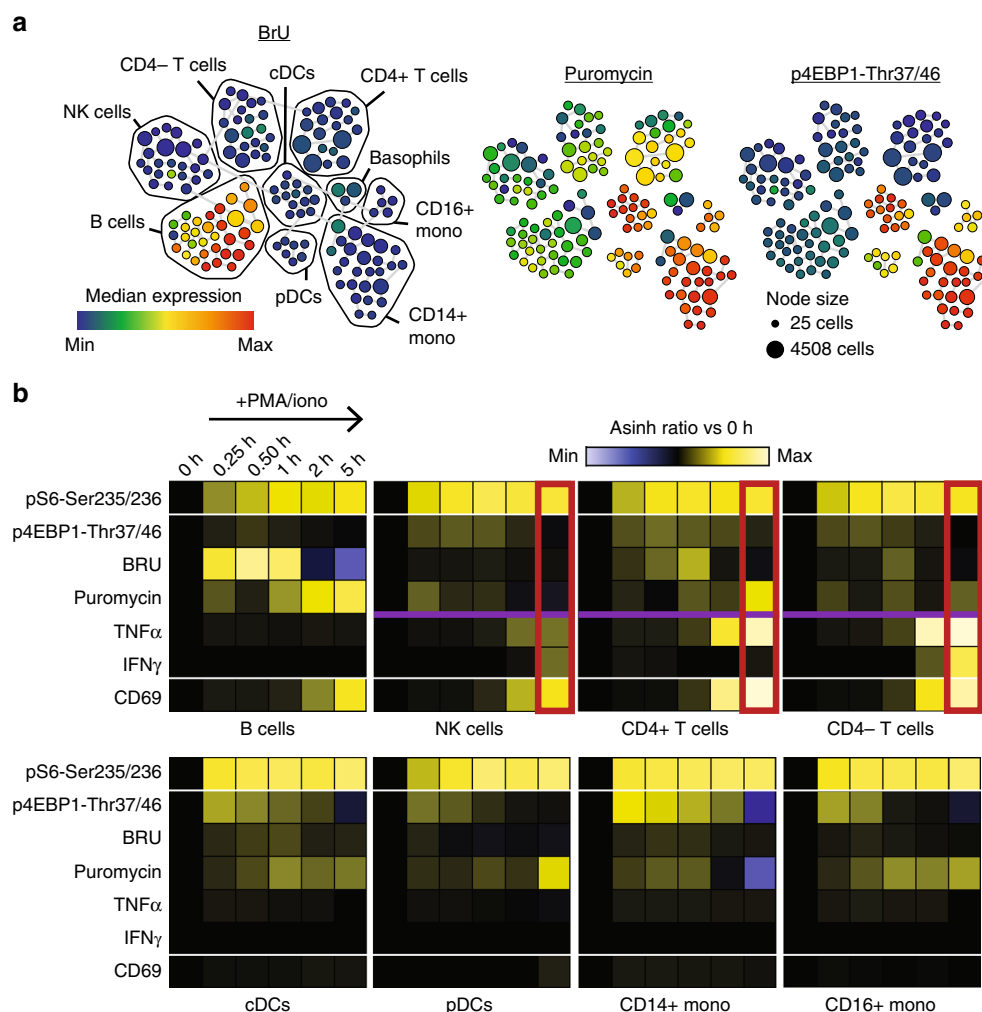 a
BrU
Puromycin
p4EBP1-Thr37/46
CD4– T cells
cDCs
CD4+ T cells
NK cells
Basophils
B cells
CD16+
mono
pDCs
CD14+
mono
Median expression
Min
Max
Node size
25 cells
4508 cells
b
+PMA/iono
0 h
0.25 h
0.50 h
1 h
2 h
5 h
Asinh ratio vs 0 h
Min
Max
pS6-Ser235/236
p4EBP1-Thr37/46
BRU
Puromycin
TNFα
IFNγ
CD69
B cells
NK cells
CD4+ T cells
CD4– T cells
pS6-Ser235/236
p4EBP1-Thr37/46
BRU
Puromycin
TNFα
IFNγ
CD69
cDCs
pDCs
CD14+ mono
CD16+ mono